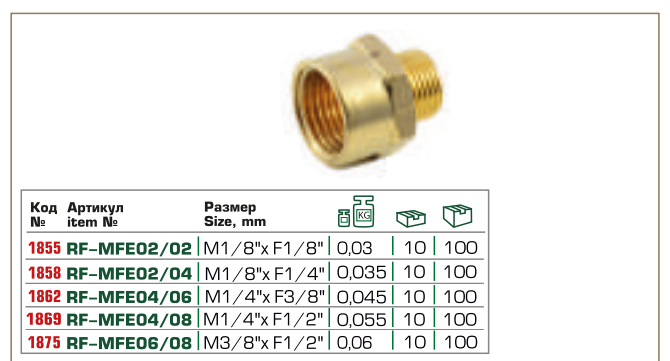 Код Артикул Размер
№ item № Size, mm KG
1855 RF-MFE02/02 M1/8"x F1/8" 0,03 10 100
1858 RF-MFE02/04 M1/8"x F1/4" 0,035 10 100
1862 RF-MFE04/06 M1/4"x F3/8" 0,045 10 100
1869 RF-MFE04/08 M1/4"x F1/2" 0,055 10 100
1875 RF-MFE06/08 M3/8"x F1/2" 0,06 10 100